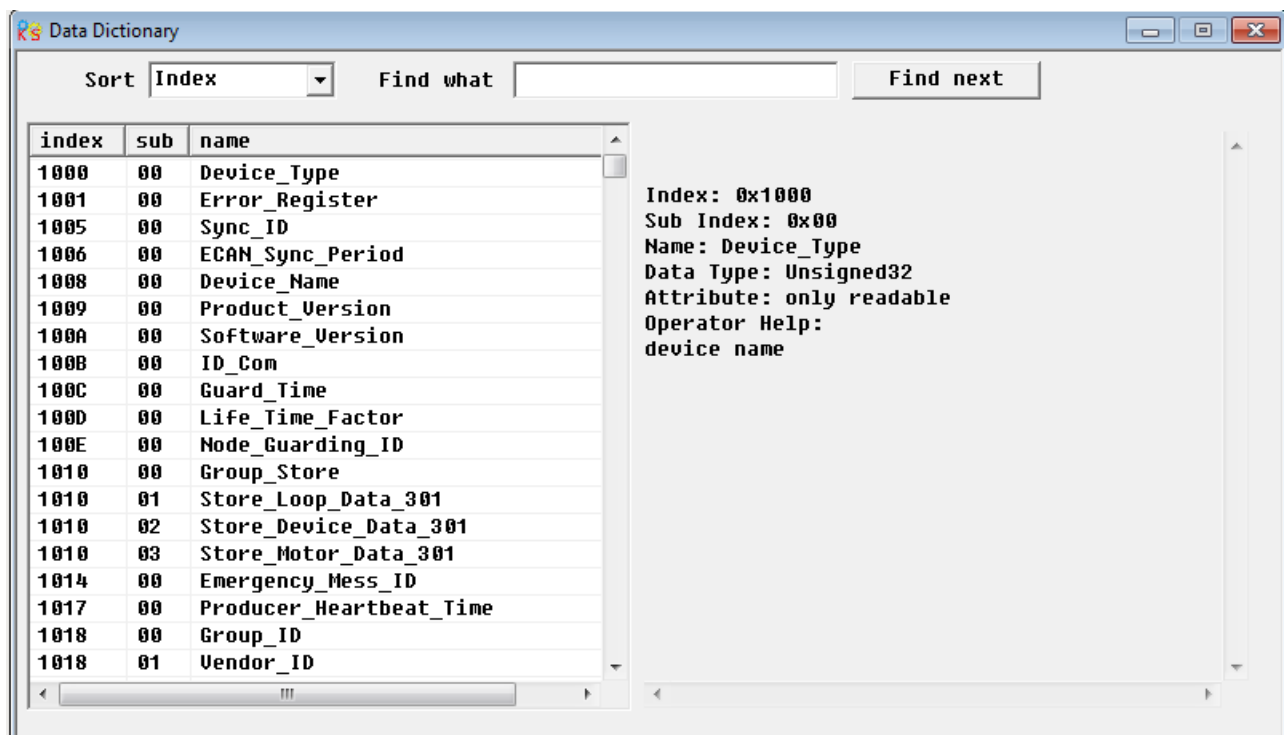 Data Dictionary
Sort Index Find what Find next
index sub name
1000 00 Device_Type
1001 00 Error_Register
1005 00 Sync_ID
1006 00 ECAN_Sync_Period
1008 00 Device_Name
1009 00 Product_Version
100A 00 Software_Version
100B 00 ID_Com
100C 00 Guard_Time
100D 00 Life_Time_Factor
100E 00 Node_Guarding_ID
1010 00 Group_Store
1010 01 Store_Loop_Data_301
1010 02 Store_Device_Data_301
1010 03 Store_Motor_Data_301
1014 00 Emergency_Mess_ID
1017 00 Producer_Heartbeat_Time
1018 00 Group_ID
1018 01 Vendor_ID
Index: 0x1000
Sub Index: 0x00
Name: Device_Type
Data Type: Unsigned32
Attribute: only readable
Operator Help:
device name